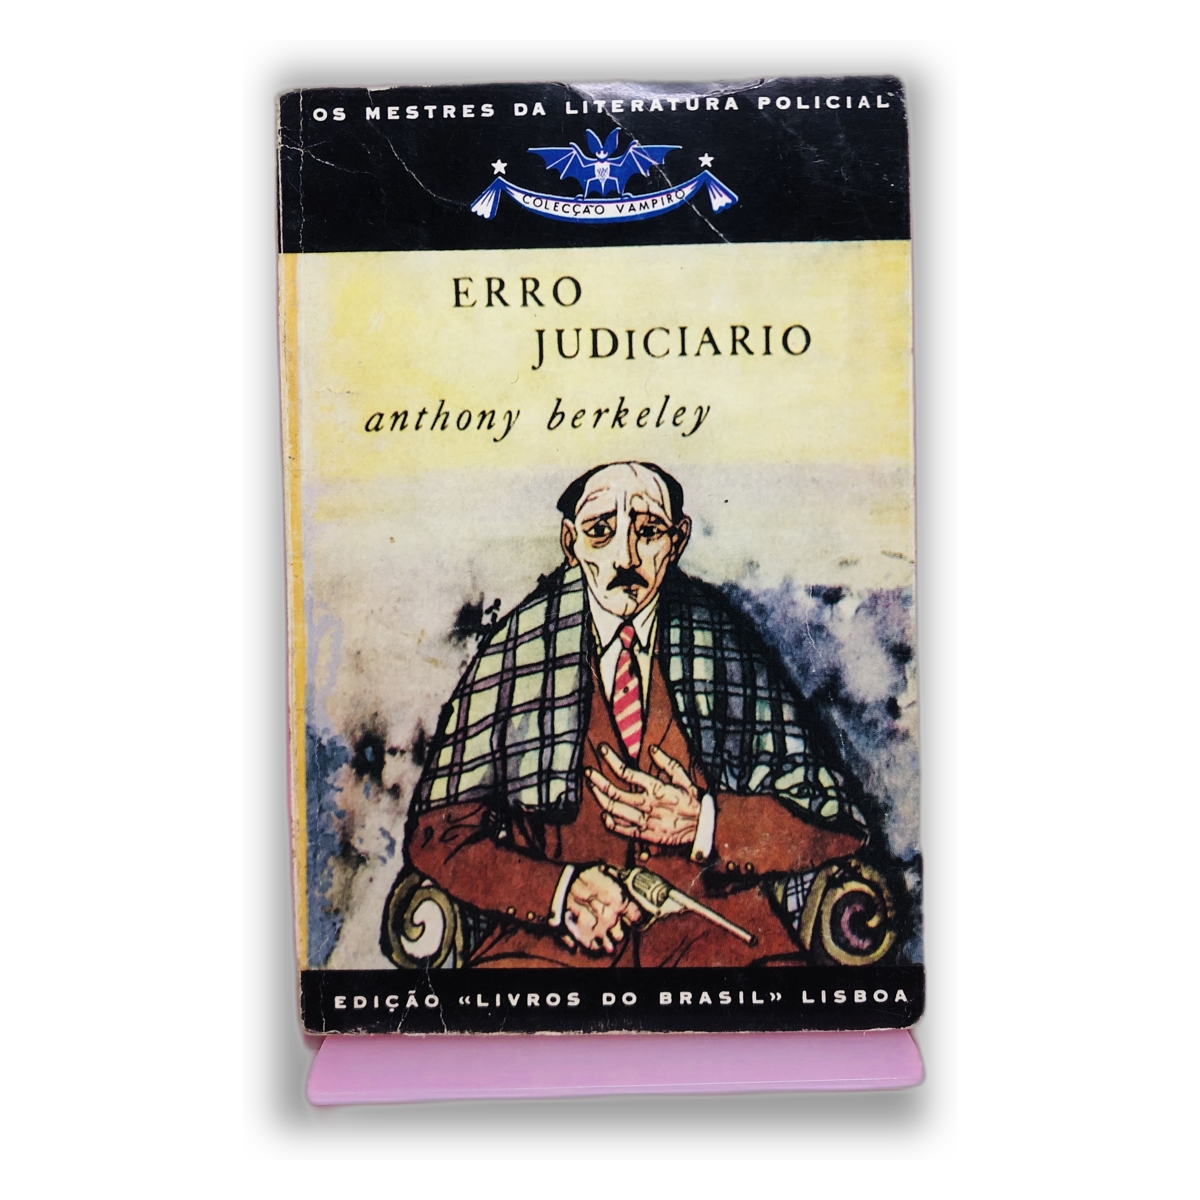 OS MESTRES DA LITERATURA POLICIAL
COLECÇÃO VAMPIRO
ERRO
JUDICIARIO
anthony berkeley
EDIÇÃO «LIVROS DO BRASIL» LISBOA